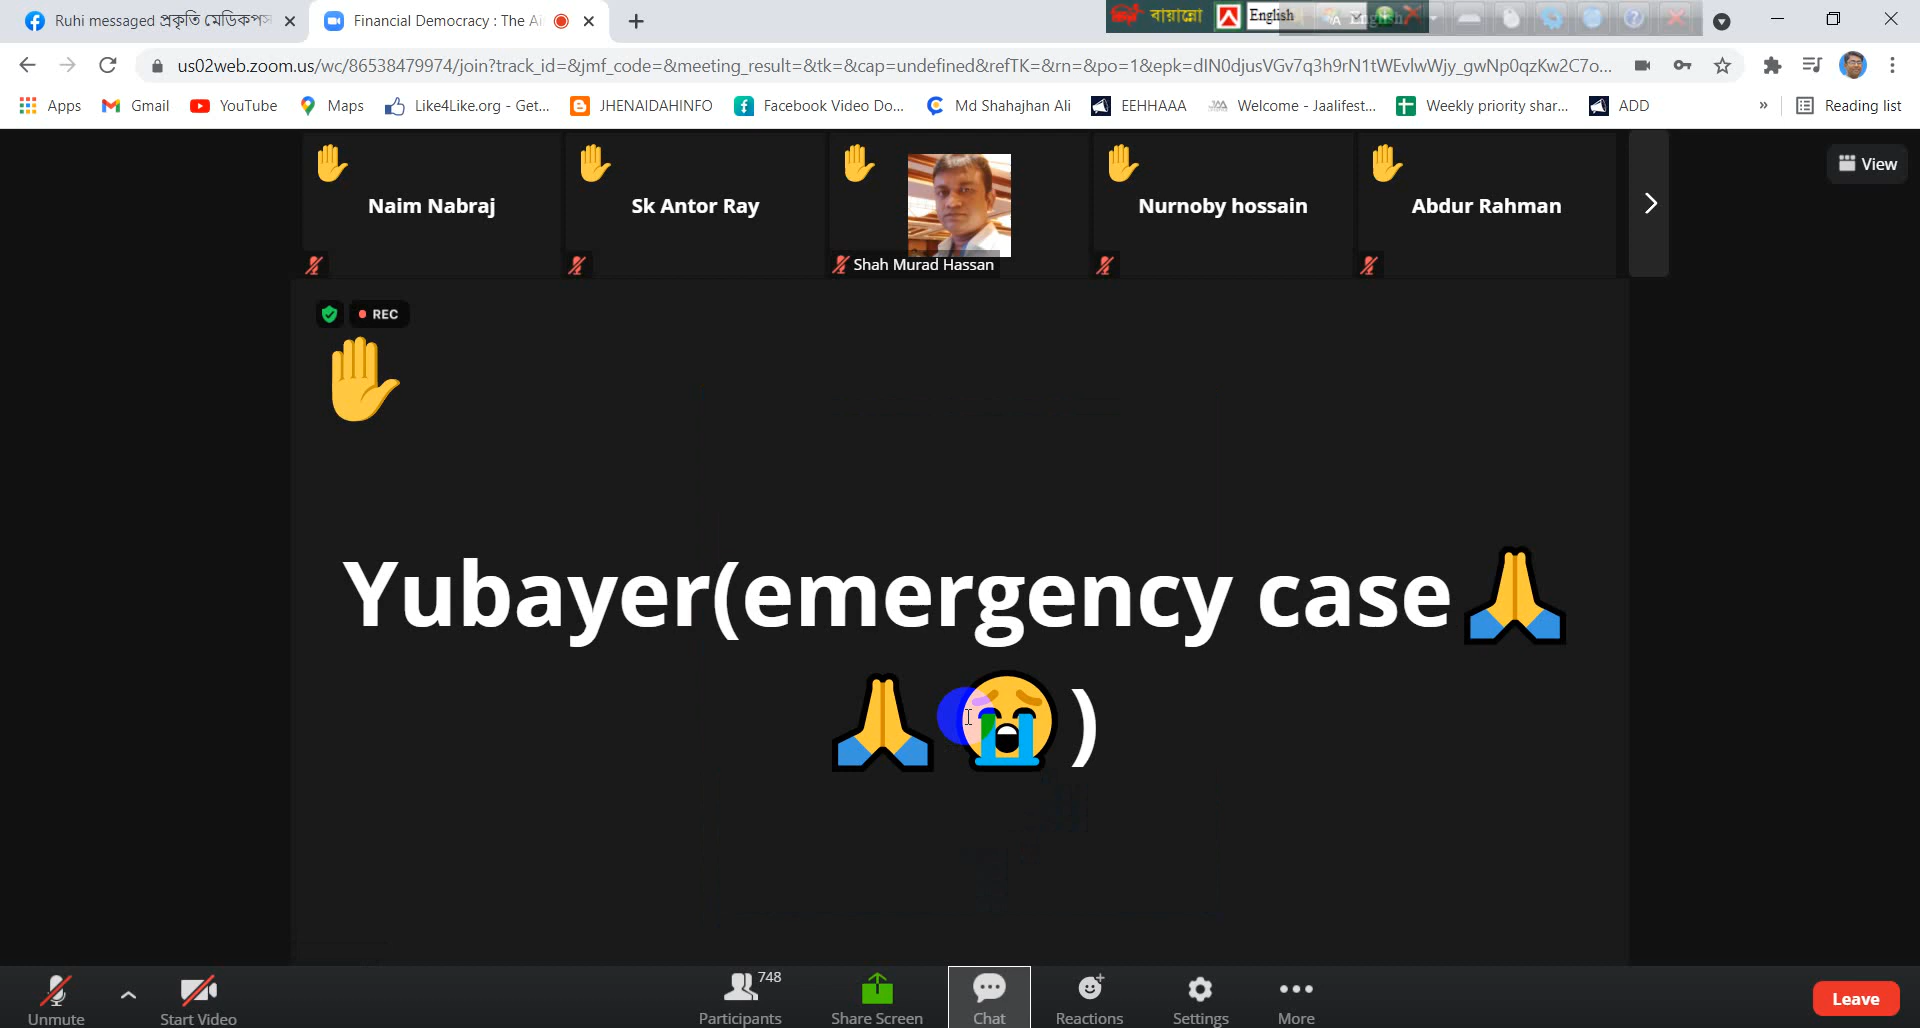 Ruhi messaged প্রকৃতি মেডিকপস
Financial Democracy : The Ai
বায়ান্নো English English
us02web.zoom.us/wc/86538479974/join?track_id=&jmf_code=&meeting_result=&tk=&cap=undefined&refTK=&rn=&po=1&epk=dIN0djusVGv7q3h9rN1tWEvlwWjy_gwNp0qzKw2C7o...
Apps Gmail YouTube Maps Like4Like.org - Get... JHENAIDAHINFO Facebook Video Do... Md Shahajhan Ali EEHHAAA Welcome - Jaalifest... Weekly priority shar... ADD » Reading list
View
Naim Nabraj
Sk Antor Ray
Shah Murad Hassan
Nurnoby hossain
Abdur Rahman
REC
Yubayer(emergency case🙏
🙏😭)
Unmute
Start Video
748
Participants
Share Screen
Chat
Reactions
Settings
More
Leave